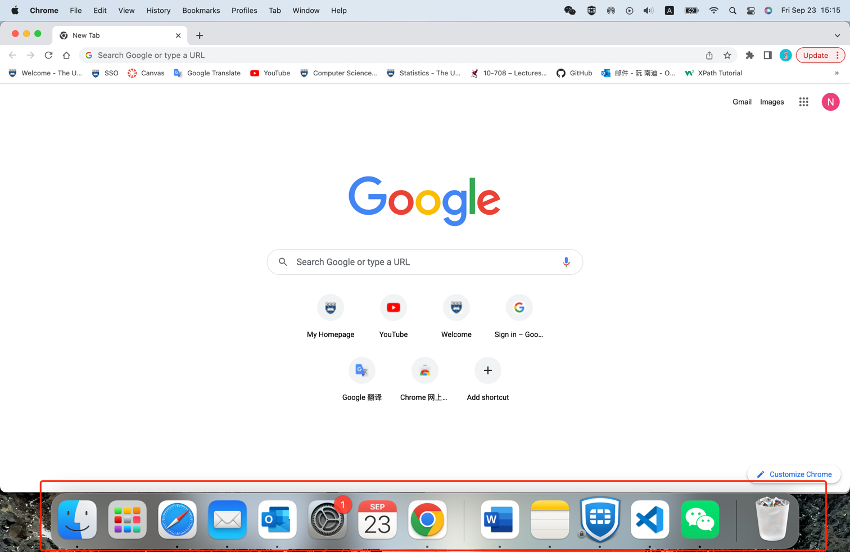 Chrome File Edit View History Bookmarks Profiles Tab Window Help A Fri Sep 23 15:15
New Tab
Search Google or type a URL Update
Welcome - The U... SSO Canvas Google Translate YouTube Computer Science... Statistics - The U... 10-708 – Lectures... GitHub 邮件 - 阮 南迪 - O... XPath Tutorial »
Gmail Images N
Google
Search Google or type a URL
My Homepage YouTube Welcome Sign in – Goo...
Google 翻译 Chrome 网上... Add shortcut
Customize Chrome
1
SEP
23
O W